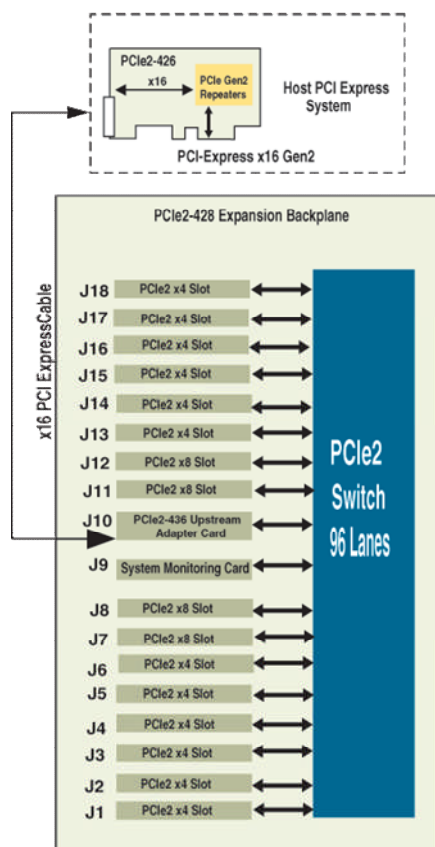 PCIe2-426
x16
PCIe Gen2
Repeaters
Host PCI Express
System
PCI-Express x16 Gen2
x16 PCI ExpressCable
PCIe2-428 Expansion Backplane
J18 PCIe2 x4 Slot
J17 PCIe2 x4 Slot
J16 PCIe2 x4 Slot
J15 PCIe2 x4 Slot
J14 PCIe2 x4 Slot
J13 PCIe2 x4 Slot
J12 PCIe2 x8 Slot
J11 PCIe2 x8 Slot
J10 PCIe2-436 Upstream
Adapter Card
J9 System Monitoring Card
J8 PCIe2 x8 Slot
J7 PCIe2 x8 Slot
J6 PCIe2 x4 Slot
J5 PCIe2 x4 Slot
J4 PCIe2 x4 Slot
J3 PCIe2 x4 Slot
J2 PCIe2 x4 Slot
J1 PCIe2 x4 Slot
PCIe2
Switch
96 Lanes